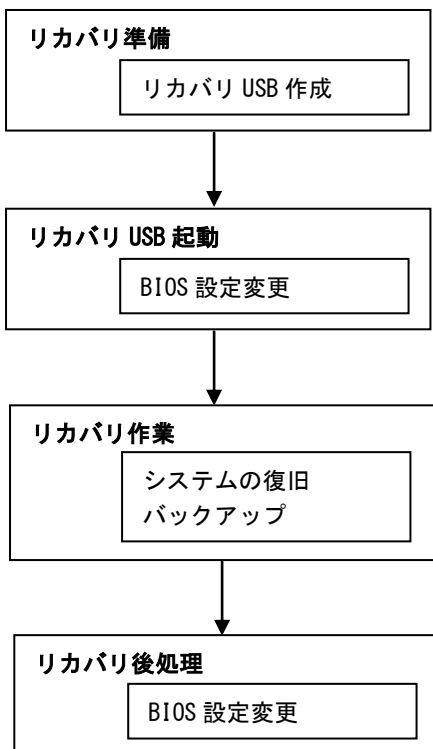 リカバリ準備
リカバリ USB 作成
リカバリ USB 起動
BIOS 設定変更
リカバリ作業
システムの復旧
バックアップ
リカバリ後処理
BIOS 設定変更